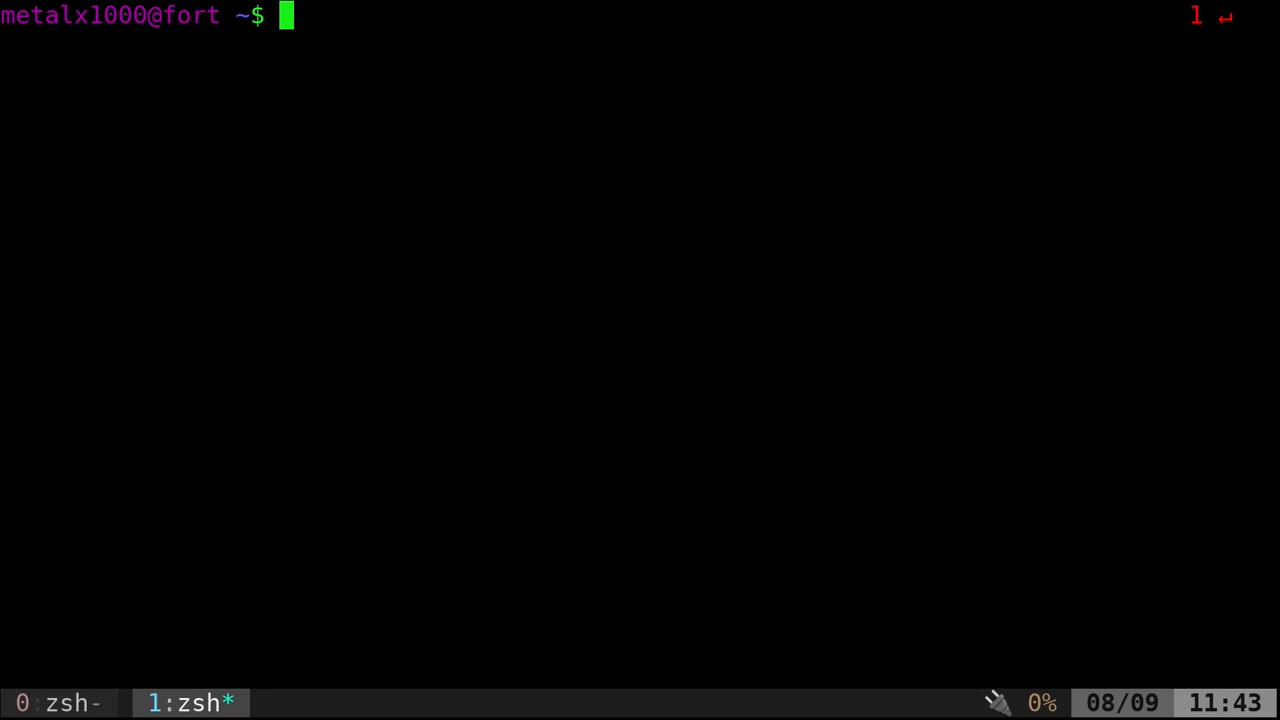 metalx1000@fort ~$ 1 ↵
0:zsh- 1:zsh* 0% 08/09 11:43